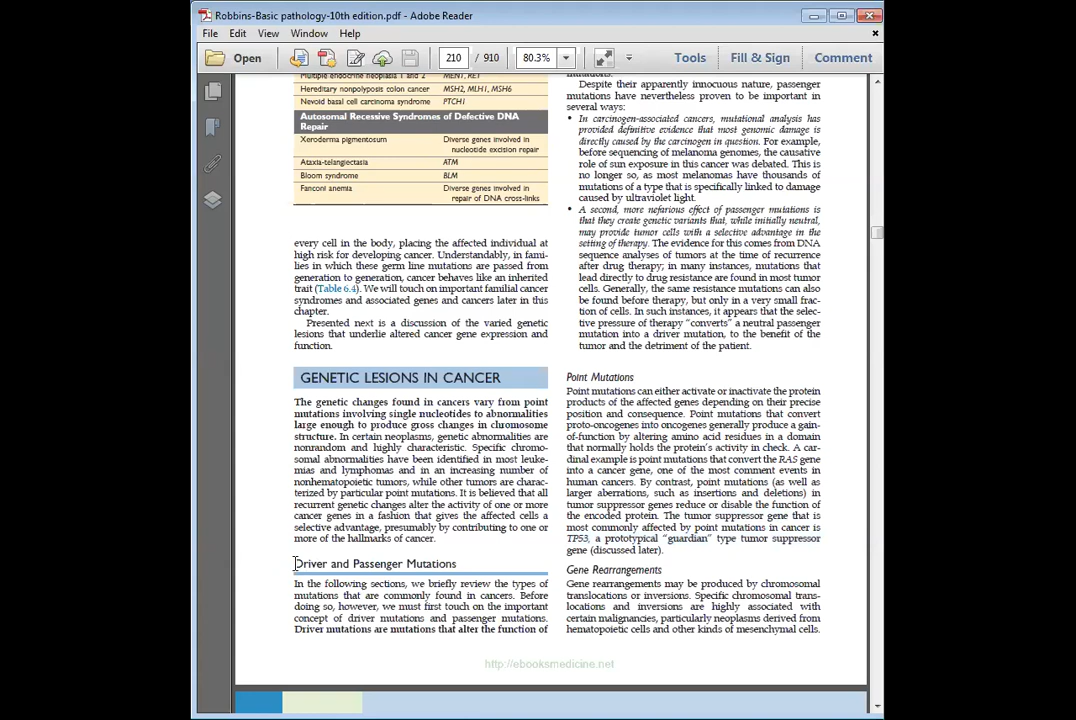 Robbins-Basic pathology-10th edition.pdf - Adobe Reader
File Edit View Window Help
Open 210 / 910 80.3% Tools Fill & Sign Comment
Multiple endocrine neoplasia 1 and 2 MEN1, RET
Hereditary nonpolyposis colon cancer MSH2, MLH1, MSH6
Nevoid basal cell carcinoma syndrome PTCH1
Autosomal Recessive Syndromes of Defective DNA
Repair
Xeroderma pigmentosum Diverse genes involved in
nucleotide excision repair
Ataxia-telangiectasia ATM
Bloom syndrome BLM
Fanconi anemia Diverse genes involved in
repair of DNA cross-links
every cell in the body, placing the affected individual at
high risk for developing cancer. Understandably, in fami-
lies in which these germ line mutations are passed from
generation to generation, cancer behaves like an inherited
trait (Table 6.4). We will touch on important familial cancer
syndromes and associated genes and cancers later in this
chapter.
Presented next is a discussion of the varied genetic
lesions that underlie altered cancer gene expression and
function.
GENETIC LESIONS IN CANCER
The genetic changes found in cancers vary from point
mutations involving single nucleotides to abnormalities
large enough to produce gross changes in chromosome
structure. In certain neoplasms, genetic abnormalities are
nonrandom and highly characteristic. Specific chromo-
somal abnormalities have been identified in most leuke-
mias and lymphomas and in an increasing number of
nonhematopoietic tumors, while other tumors are charac-
terized by particular point mutations. It is believed that all
recurrent genetic changes alter the activity of one or more
cancer genes in a fashion that gives the affected cells a
selective advantage, presumably by contributing to one or
more of the hallmarks of cancer.
Driver and Passenger Mutations
In the following sections, we briefly review the types of
mutations that are commonly found in cancers. Before
doing so, however, we must first touch on the important
concept of driver mutations and passenger mutations.
Driver mutations are mutations that alter the function of
mutations.
Despite their apparently innocuous nature, passenger
mutations have nevertheless proven to be important in
several ways:
• In carcinogen-associated cancers, mutational analysis has
provided definitive evidence that most genomic damage is
directly caused by the carcinogen in question. For example,
before sequencing of melanoma genomes, the causative
role of sun exposure in this cancer was debated. This is
no longer so, as most melanomas have thousands of
mutations of a type that is specifically linked to damage
caused by ultraviolet light.
• A second, more nefarious effect of passenger mutations is
that they create genetic variants that, while initially neutral,
may provide tumor cells with a selective advantage in the
setting of therapy. The evidence for this comes from DNA
sequence analyses of tumors at the time of recurrence
after drug therapy; in many instances, mutations that
lead directly to drug resistance are found in most tumor
cells. Generally, the same resistance mutations can also
be found before therapy, but only in a very small frac-
tion of cells. In such instances, it appears that the selec-
tive pressure of therapy "converts" a neutral passenger
mutation into a driver mutation, to the benefit of the
tumor and the detriment of the patient.
Point Mutations
Point mutations can either activate or inactivate the protein
products of the affected genes depending on their precise
position and consequence. Point mutations that convert
proto-oncogenes into oncogenes generally produce a gain-
of-function by altering amino acid residues in a domain
that normally holds the protein's activity in check. A car-
dinal example is point mutations that convert the RAS gene
into a cancer gene, one of the most comment events in
human cancers. By contrast, point mutations (as well as
larger aberrations, such as insertions and deletions) in
tumor suppressor genes reduce or disable the function of
the encoded protein. The tumor suppressor gene that is
most commonly affected by point mutations in cancer is
TP53, a prototypical "guardian" type tumor suppressor
gene (discussed later).
Gene Rearrangements
Gene rearrangements may be produced by chromosomal
translocations or inversions. Specific chromosomal trans-
locations and inversions are highly associated with
certain malignancies, particularly neoplasms derived from
hematopoietic cells and other kinds of mesenchymal cells.
http://ebooksmedicine.net